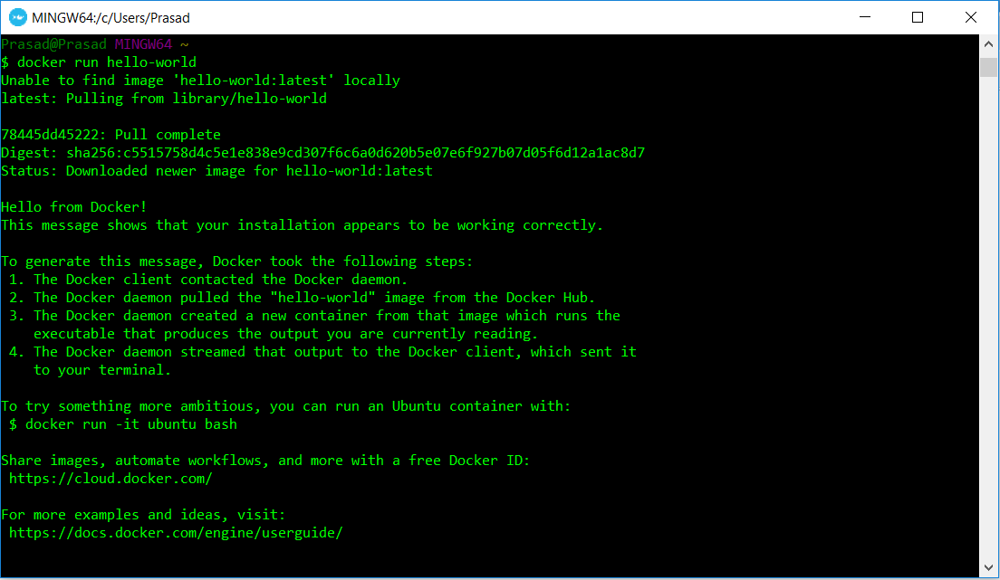 MINGW64:/c/Users/Prasad
Prasad@Prasad MINGW64 ~
$ docker run hello-world
Unable to find image 'hello-world:latest' locally
latest: Pulling from library/hello-world
78445dd45222: Pull complete
Digest: sha256:c5515758d4c5e1e838e9cd307f6c6a0d620b5e07e6f927b07d05f6d12a1ac8d7
Status: Downloaded newer image for hello-world:latest
Hello from Docker!
This message shows that your installation appears to be working correctly.
To generate this message, Docker took the following steps:
1. The Docker client contacted the Docker daemon.
2. The Docker daemon pulled the "hello-world" image from the Docker Hub.
3. The Docker daemon created a new container from that image which runs the
executable that produces the output you are currently reading.
4. The Docker daemon streamed that output to the Docker client, which sent it
to your terminal.
To try something more ambitious, you can run an Ubuntu container with:
$ docker run -it ubuntu bash
Share images, automate workflows, and more with a free Docker ID:
https://cloud.docker.com/
For more examples and ideas, visit:
https://docs.docker.com/engine/userguide/